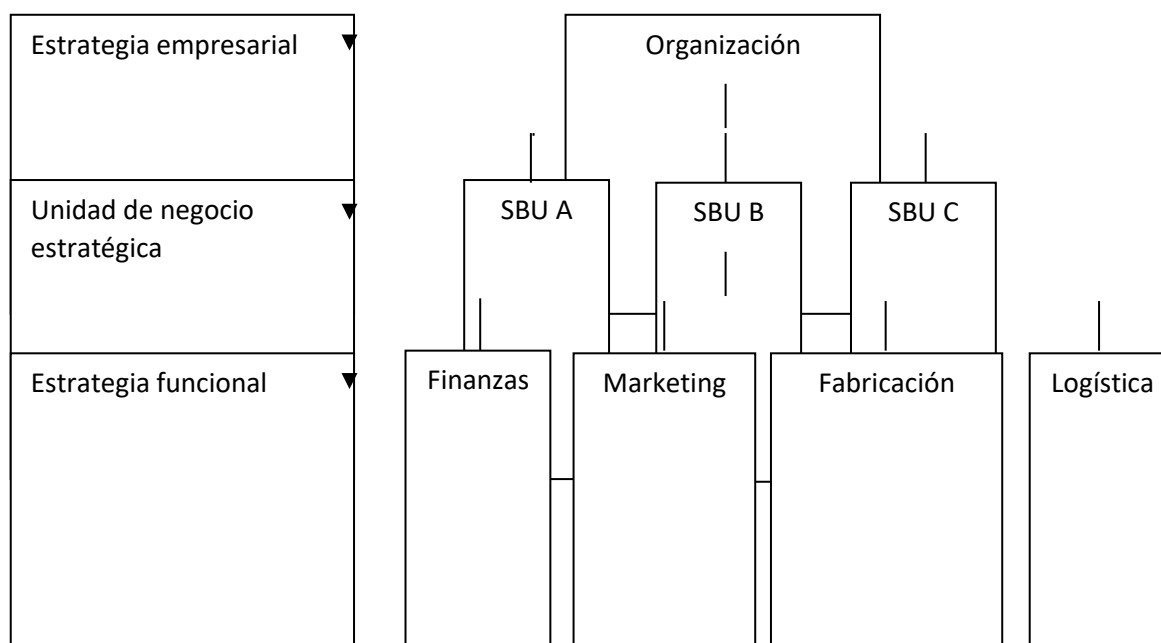 Estrategia empresarial
Organización
Unidad de negocio
estratégica
SBU A
SBU B
SBU C
Estrategia funcional
Finanzas
Marketing
Fabricación
Logística